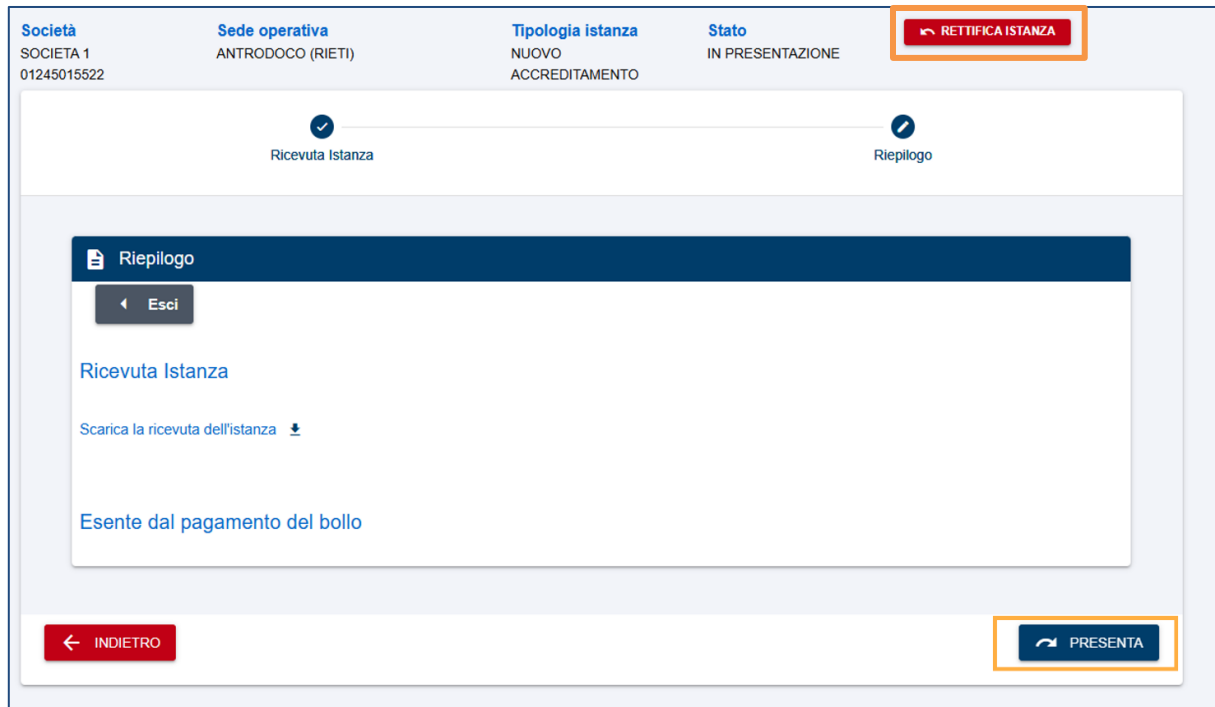 Società
SOCIETA 1
01245015522
Sede operativa
ANTRODOCO (RIETI)
Tipologia istanza
NUOVO
ACCREDITAMENTO
Stato
IN PRESENTAZIONE
RETTIFICA ISTANZA
Ricevuta Istanza
Riepilogo
Riepilogo
Esci
Ricevuta Istanza
Scarica la ricevuta dell'istanza
Esente dal pagamento del bollo
INDIETRO
PRESENTA